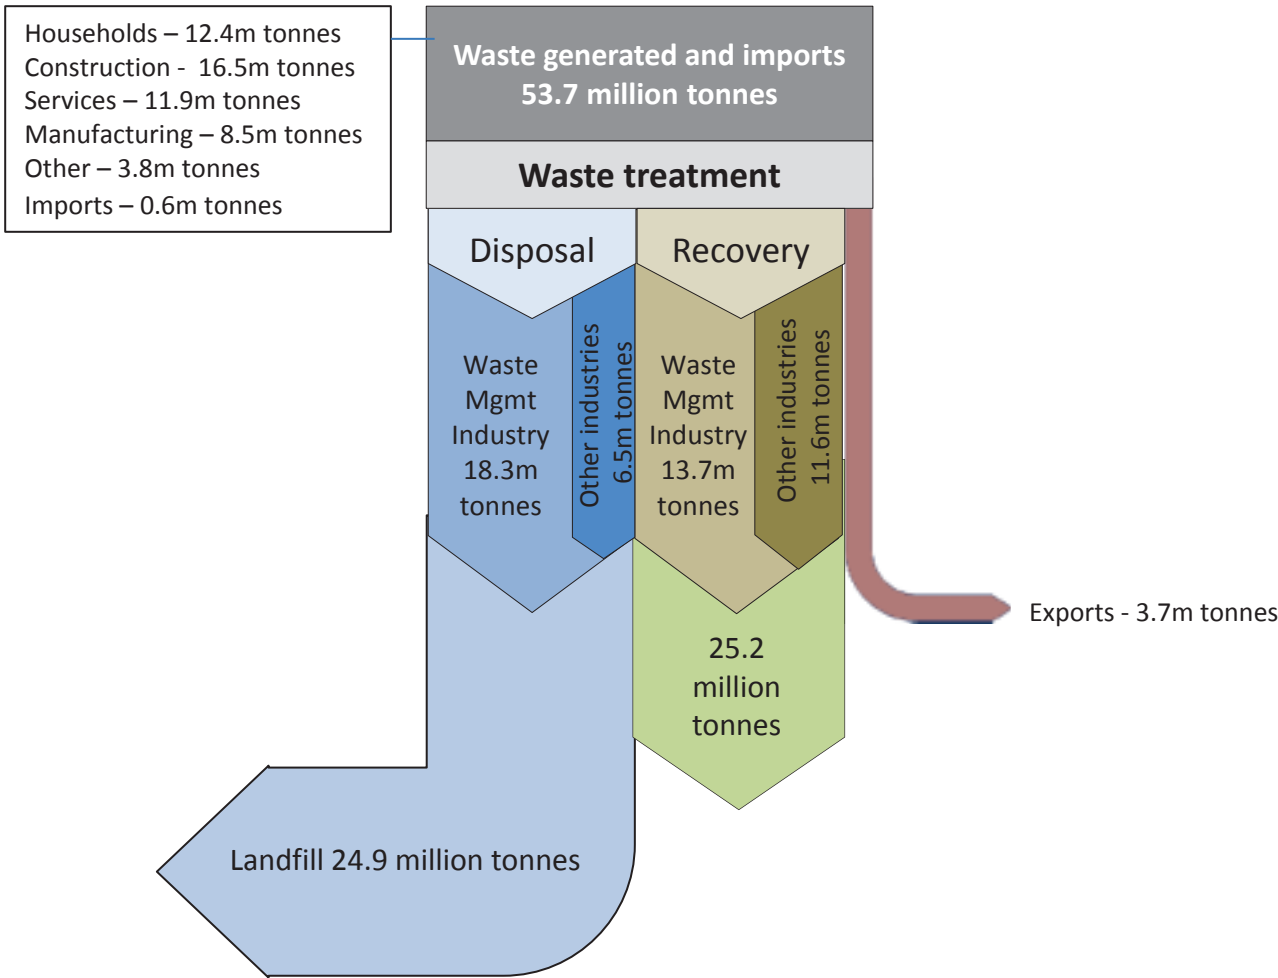 Households – 12.4m tonnes
Construction - 16.5m tonnes
Services – 11.9m tonnes
Manufacturing – 8.5m tonnes
Other – 3.8m tonnes
Imports – 0.6m tonnes
Waste generated and imports
53.7 million tonnes
Waste treatment
Disposal
Recovery
Waste
Mgmt
Industry
18.3m
tonnes
Other industries
6.5m tonnes
Waste
Mgmt
Industry
13.7m
tonnes
Other industries
11.6m tonnes
Exports - 3.7m tonnes
25.2
million
tonnes
Landfill 24.9 million tonnes